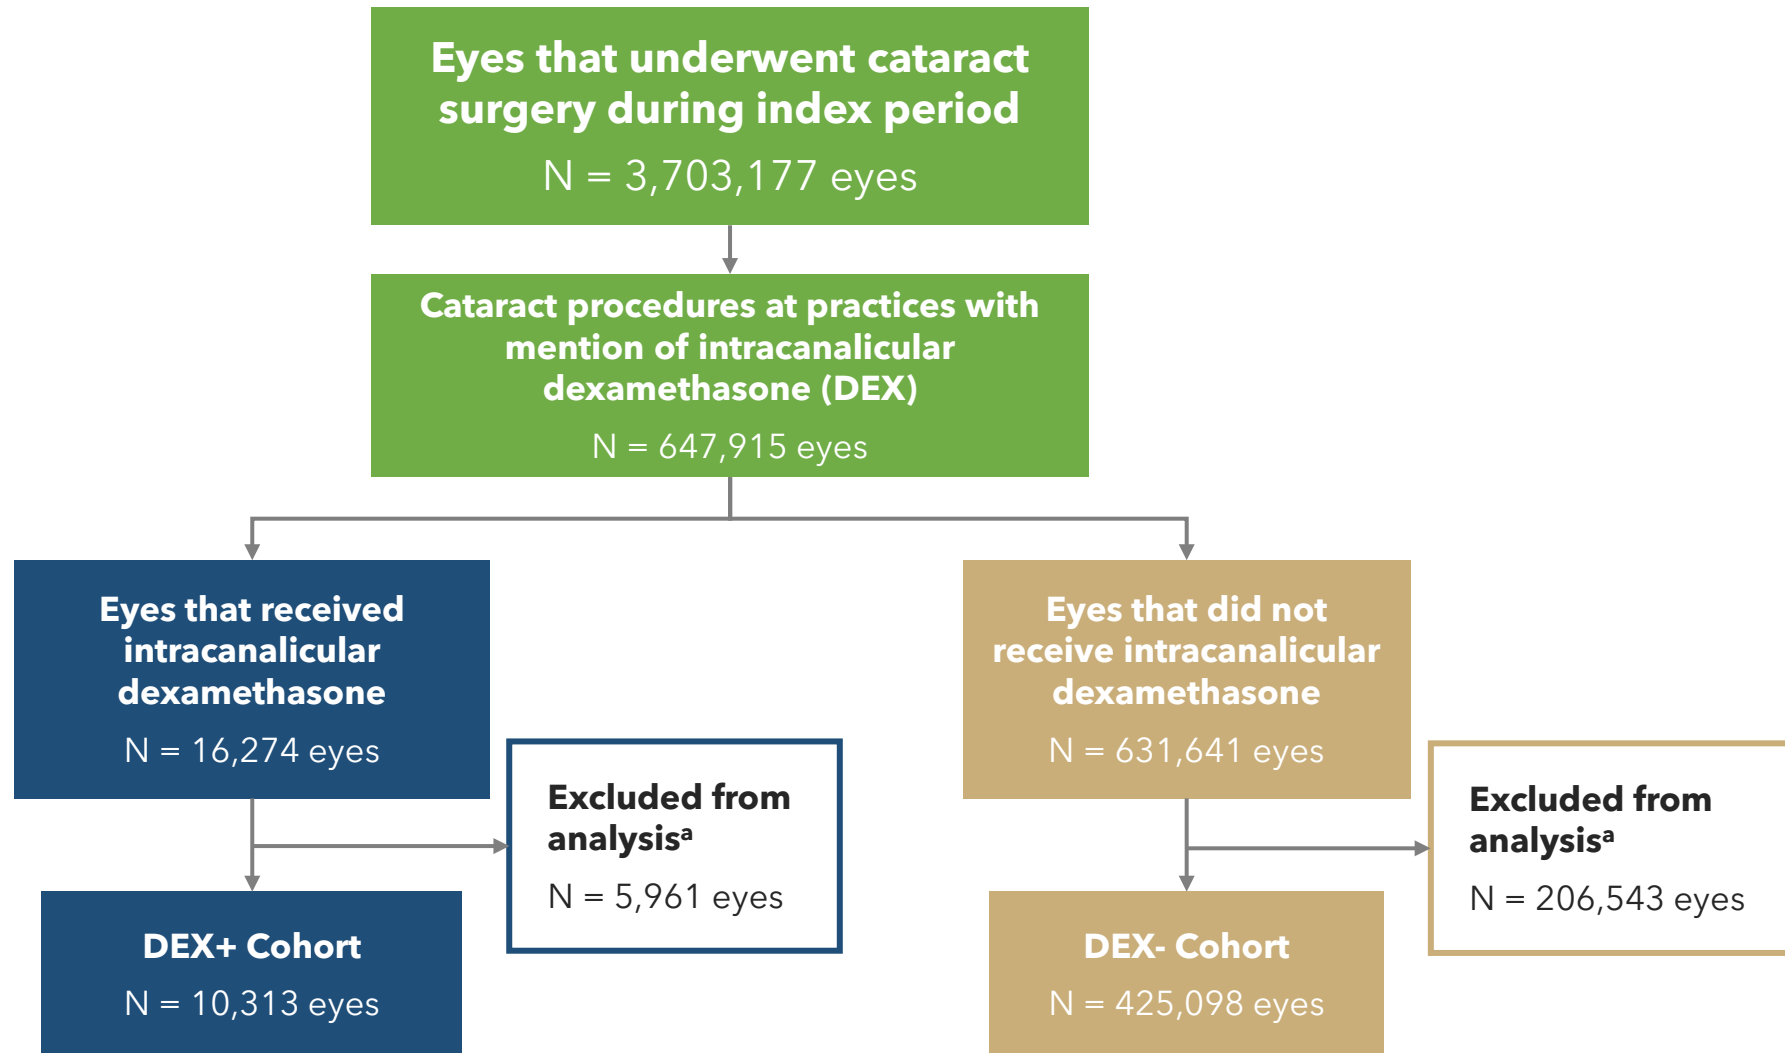 Eyes that underwent cataract
surgery during index period
N = 3,703,177 eyes
Cataract procedures at practices with
mention of intracanalicular
dexamethasone (DEX)
N = 647,915 eyes
Eyes that received
intracanalicular
dexamethasone
N = 16,274 eyes
Excluded from
analysisᵃ
N = 5,961 eyes
DEX+ Cohort
N = 10,313 eyes
Eyes that did not
receive intracanalicular
dexamethasone
N = 631,641 eyes
Excluded from
analysisᵃ
N = 206,543 eyes
DEX- Cohort
N = 425,098 eyes